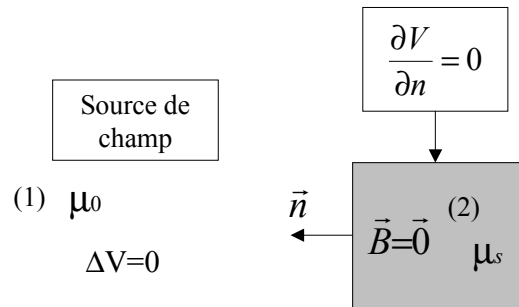 ∂V/∂n = 0
Source de
champ
(1) μ0
n⃗
B⃗=0⃗ (2)
μs
ΔV=0